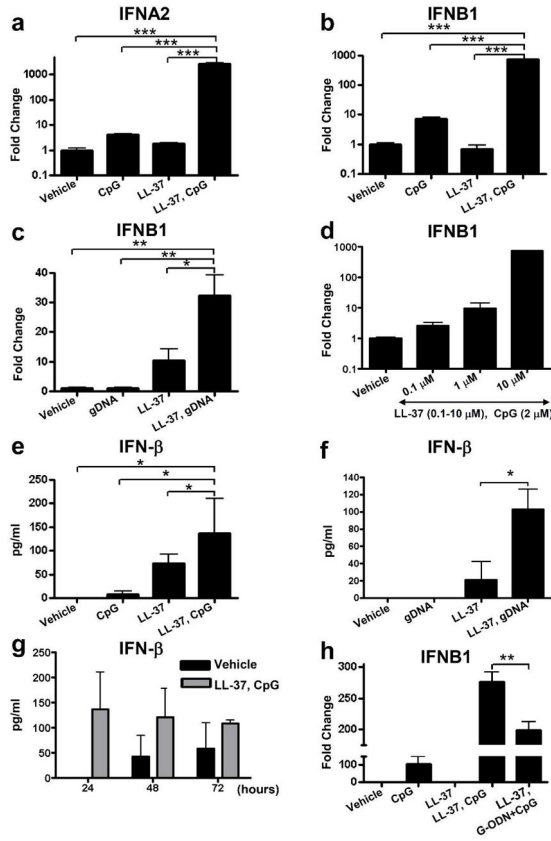 a
IFNA2
***
***
***
Fold Change
1000
100
10
1
0.1
Vehicle
CpG
LL-37
LL-37, CpG
b
IFNB1
***
***
***
Fold Change
1000
100
10
1
0.1
Vehicle
CpG
LL-37
LL-37, CpG
c
IFNB1
**
**
*
Fold Change
40
30
20
10
0
Vehicle
gDNA
LL-37
LL-37, gDNA
d
IFNB1
Fold Change
1000
100
10
1
0.1
Vehicle
0.1 μM
1 μM
10 μM
LL-37 (0.1-10 μM), CpG (2 μM)
e
IFN-β
*
*
*
pg/ml
250
200
150
100
50
0
Vehicle
CpG
LL-37
LL-37, CpG
f
IFN-β
*
pg/ml
140
120
100
80
60
40
20
0
Vehicle
gDNA
LL-37
LL-37, gDNA
g
IFN-β
Vehicle
LL-37, CpG
pg/ml
250
200
150
100
50
0
24
48
72
(hours)
h
IFNB1
**
Fold Change
300
250
200
100
0
Vehicle
CpG
LL-37
LL-37, CpG
LL-37,
G-ODN+CpG